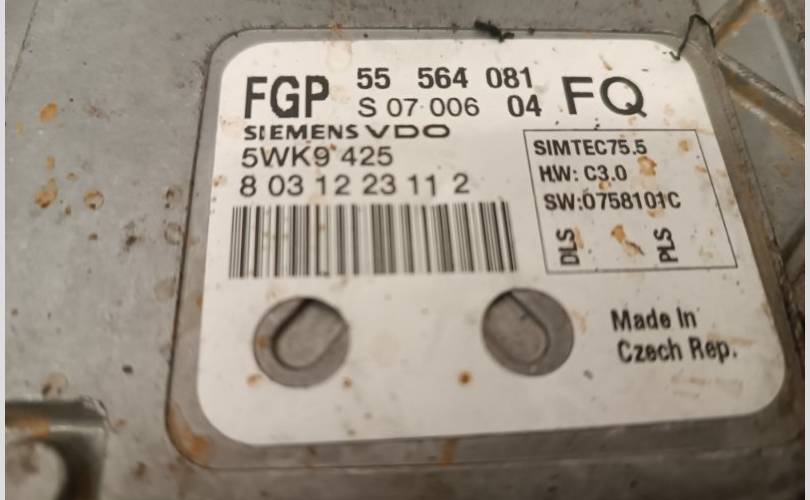 FGP 55 564 081 FQ
S 07 006 04
SIEMENS VDO
5WK9 425
8 03 12 23 11 2
SIMTEC75.5
HW: C3.0
SW:0758101C
DLS PLS
Made In
Czech Rep.